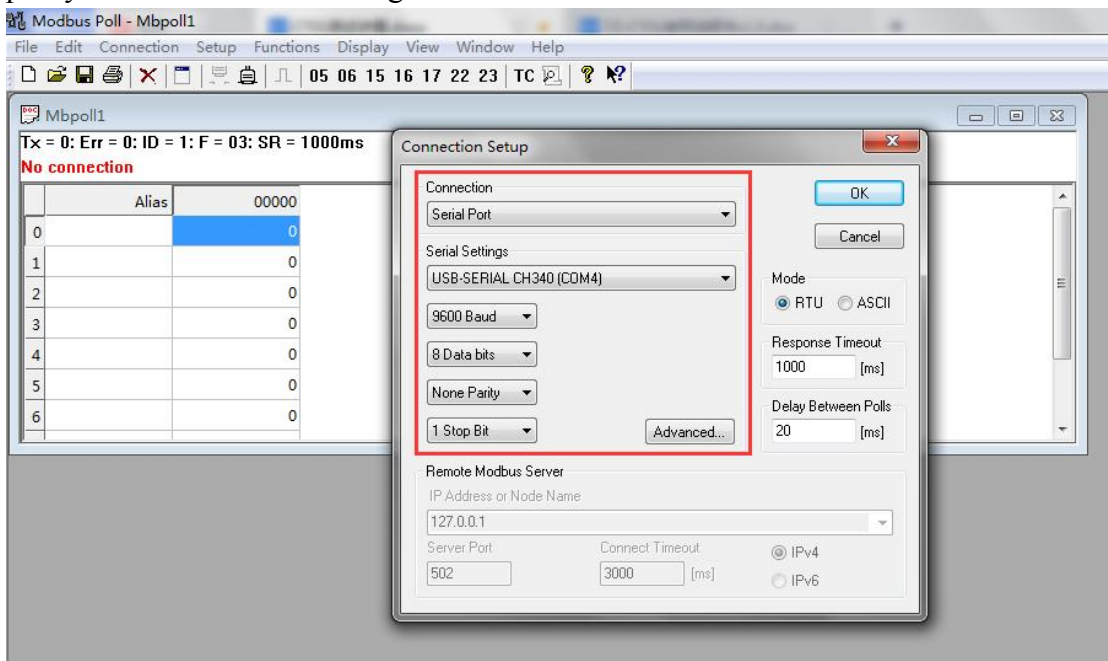 Modbus Poll - Mbpoll1
File Edit Connection Setup Functions Display View Window Help
05 06 15 16 17 22 23 TC
Mbpoll1
Tx = 0: Err = 0: ID = 1: F = 03: SR = 1000ms
No connection
Alias 00000
0 0
1 0
2 0
3 0
4 0
5 0
6 0
Connection Setup
Connection
Serial Port
Serial Settings
USB-SERIAL CH340 (COM4)
9600 Baud
8 Data bits
None Parity
1 Stop Bit
Advanced...
OK
Cancel
Mode
RTU ASCII
Response Timeout
1000 [ms]
Delay Between Polls
20 [ms]
Remote Modbus Server
IP Address or Node Name
127.0.0.1
Server Port Connect Timeout
502 3000 [ms]
IPv4
IPv6